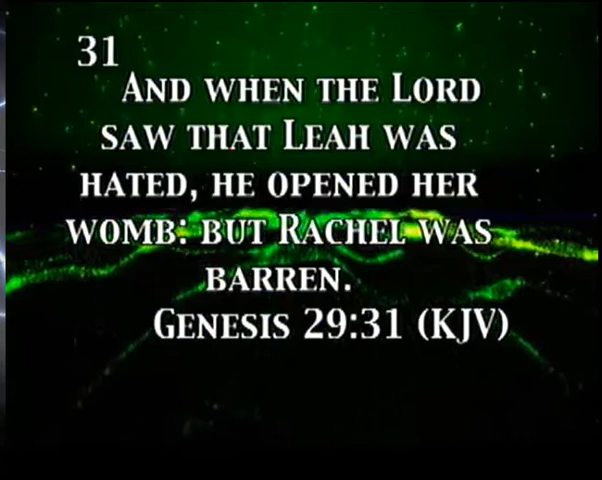 31
And when the Lord
saw that Leah was
hated, he opened her
womb: but Rachel was
barren.
Genesis 29:31 (KJV)